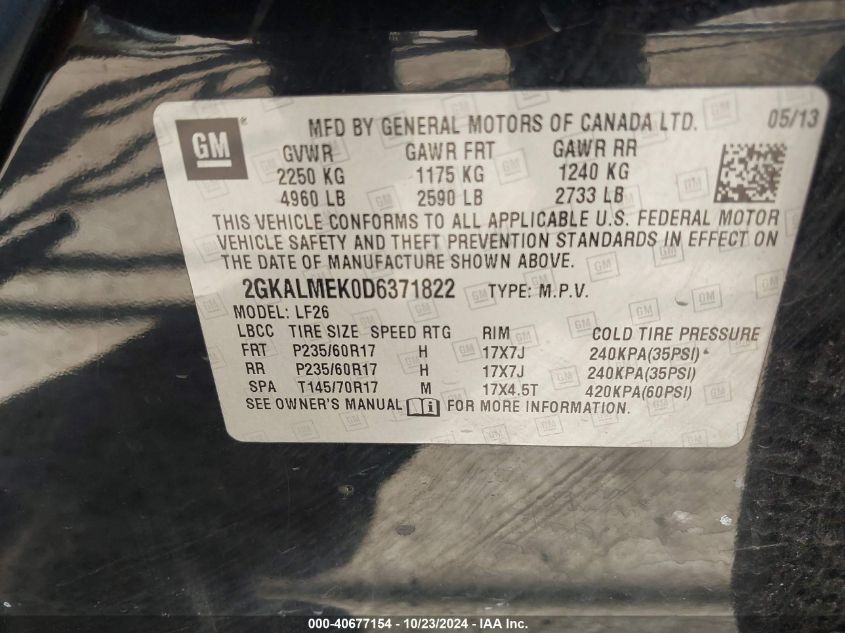 GM ® MFD BY GENERAL MOTORS OF CANADA LTD. 05/13
GVWR GAWR FRT GAWR RR
2250 KG 1175 KG 1240 KG
4960 LB 2590 LB 2733 LB
THIS VEHICLE CONFORMS TO ALL APPLICABLE U.S. FEDERAL MOTOR
VEHICLE SAFETY AND THEFT PREVENTION STANDARDS IN EFFECT ON
THE DATE OF MANUFACTURE SHOWN ABOVE.
2GKALMEK0D6371822 TYPE: M.P.V.
MODEL: LF26
LBCC TIRE SIZE SPEED RTG RIM COLD TIRE PRESSURE
FRT P235/60R17 H 17X7J 240KPA(35PSI)
RR P235/60R17 H 17X7J 240KPA(35PSI)
SPA T145/70R17 M 17X4.5T 420KPA(60PSI)
SEE OWNER'S MANUAL FOR MORE INFORMATION.
000-40677154 - 10/23/2024 - IAA Inc.